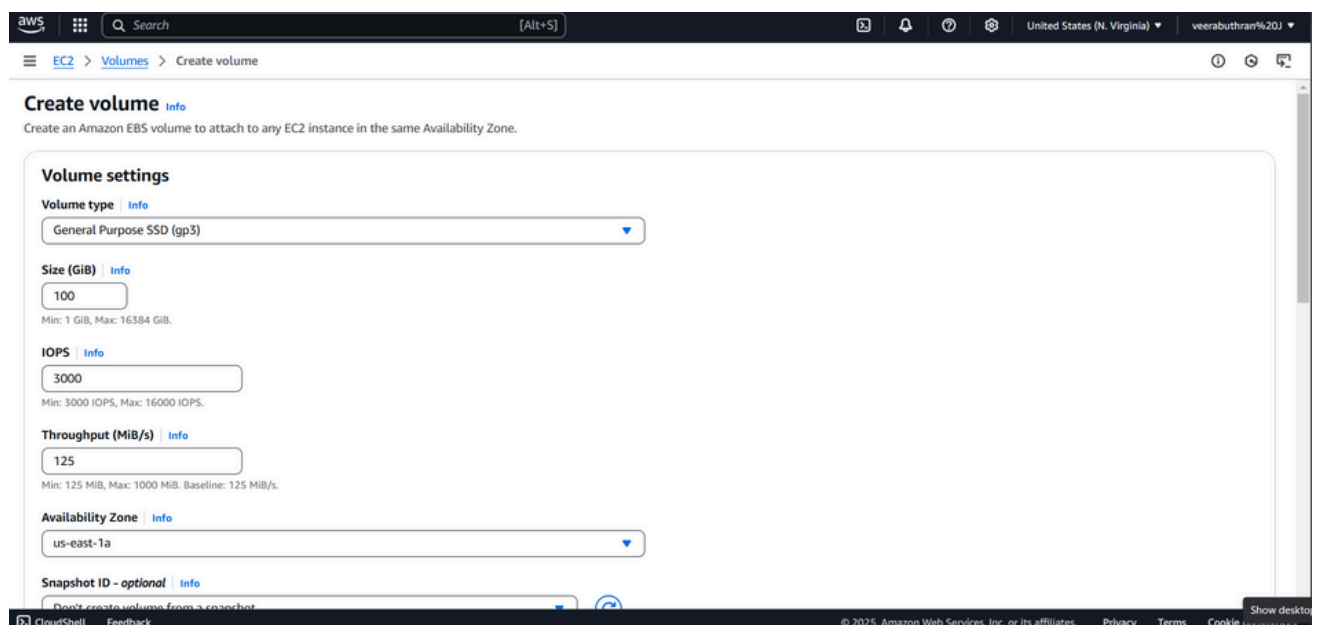 aws Search [Alt+S] United States (N. Virginia) veerabuthran%20J
EC2 > Volumes > Create volume
Create volume Info
Create an Amazon EBS volume to attach to any EC2 instance in the same Availability Zone.
Volume settings
Volume type Info
General Purpose SSD (gp3)
Size (GiB) Info
100
Min: 1 GiB, Max: 16384 GiB.
IOPS Info
3000
Min: 3000 IOPS, Max: 16000 IOPS.
Throughput (MiB/s) Info
125
Min: 125 MiB, Max: 1000 MiB. Baseline: 125 MiB/s.
Availability Zone Info
us-east-1a
Snapshot ID - optional Info
Don't create volume from a snapshot
Show deskto
CloudShell Feedback © 2025, Amazon Web Services, Inc. or its affiliates. Privacy Terms Cookie